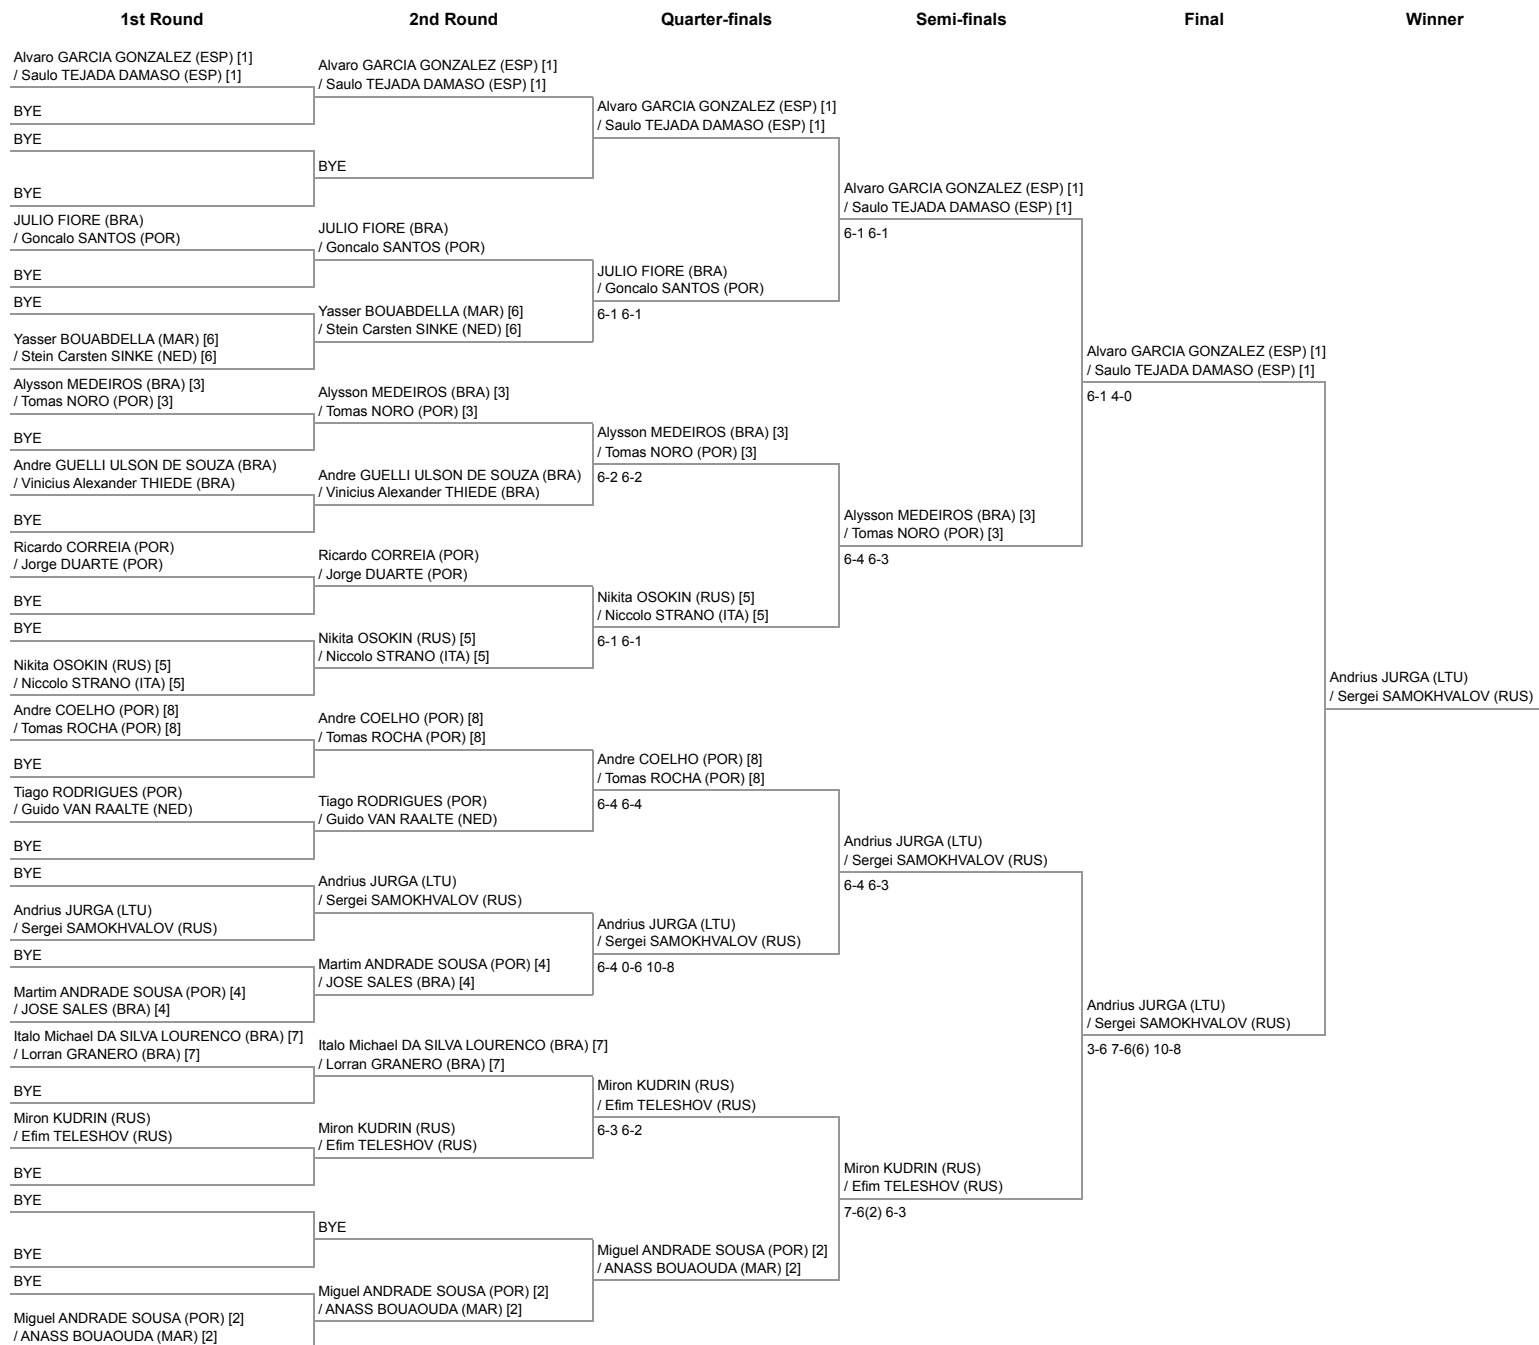 1st Round
2nd Round
Quarter-finals
Semi-finals
Final
Winner
Alvaro GARCIA GONZALEZ (ESP) [1]
/ Saulo TEJADA DAMASO (ESP) [1]
BYE
BYE
BYE
JULIO FIORE (BRA)
/ Goncalo SANTOS (POR)
BYE
BYE
Yasser BOUABDELLA (MAR) [6]
/ Stein Carsten SINKE (NED) [6]
Alysson MEDEIROS (BRA) [3]
/ Tomas NORO (POR) [3]
BYE
Andre GUELLI ULSON DE SOUZA (BRA)
/ Vinicius Alexander THIEDE (BRA)
BYE
Ricardo CORREIA (POR)
/ Jorge DUARTE (POR)
BYE
BYE
Nikita OSOKIN (RUS) [5]
/ Niccolo STRANO (ITA) [5]
Andre COELHO (POR) [8]
/ Tomas ROCHA (POR) [8]
BYE
Tiago RODRIGUES (POR)
/ Guido VAN RAALTE (NED)
BYE
BYE
Andrius JURGA (LTU)
/ Sergei SAMOKHVALOV (RUS)
BYE
Martim ANDRADE SOUSA (POR) [4]
/ JOSE SALES (BRA) [4]
Italo Michael DA SILVA LOURENCO (BRA) [7]
/ Lorran GRANERO (BRA) [7]
BYE
Miron KUDRIN (RUS)
/ Efim TELESHOV (RUS)
BYE
BYE
BYE
BYE
Miguel ANDRADE SOUSA (POR) [2]
/ ANASS BOUAOUDA (MAR) [2]
Alvaro GARCIA GONZALEZ (ESP) [1]
/ Saulo TEJADA DAMASO (ESP) [1]
BYE
JULIO FIORE (BRA)
/ Goncalo SANTOS (POR)
Yasser BOUABDELLA (MAR) [6]
/ Stein Carsten SINKE (NED) [6]
Alysson MEDEIROS (BRA) [3]
/ Tomas NORO (POR) [3]
Andre GUELLI ULSON DE SOUZA (BRA)
/ Vinicius Alexander THIEDE (BRA)
Ricardo CORREIA (POR)
/ Jorge DUARTE (POR)
Nikita OSOKIN (RUS) [5]
/ Niccolo STRANO (ITA) [5]
Andre COELHO (POR) [8]
/ Tomas ROCHA (POR) [8]
Tiago RODRIGUES (POR)
/ Guido VAN RAALTE (NED)
Andrius JURGA (LTU)
/ Sergei SAMOKHVALOV (RUS)
Martim ANDRADE SOUSA (POR) [4]
/ JOSE SALES (BRA) [4]
Italo Michael DA SILVA LOURENCO (BRA) [7]
/ Lorran GRANERO (BRA) [7]
Miron KUDRIN (RUS)
/ Efim TELESHOV (RUS)
BYE
Miguel ANDRADE SOUSA (POR) [2]
/ ANASS BOUAOUDA (MAR) [2]
Alvaro GARCIA GONZALEZ (ESP) [1]
/ Saulo TEJADA DAMASO (ESP) [1]
JULIO FIORE (BRA)
/ Goncalo SANTOS (POR)
6-1 6-1
Alysson MEDEIROS (BRA) [3]
/ Tomas NORO (POR) [3]
6-2 6-2
Nikita OSOKIN (RUS) [5]
/ Niccolo STRANO (ITA) [5]
6-1 6-1
Andre COELHO (POR) [8]
/ Tomas ROCHA (POR) [8]
6-4 6-4
Andrius JURGA (LTU)
/ Sergei SAMOKHVALOV (RUS)
6-4 0-6 10-8
Miron KUDRIN (RUS)
/ Efim TELESHOV (RUS)
6-3 6-2
Miguel ANDRADE SOUSA (POR) [2]
/ ANASS BOUAOUDA (MAR) [2]
Alvaro GARCIA GONZALEZ (ESP) [1]
/ Saulo TEJADA DAMASO (ESP) [1]
6-1 6-1
Alysson MEDEIROS (BRA) [3]
/ Tomas NORO (POR) [3]
6-4 6-3
Andrius JURGA (LTU)
/ Sergei SAMOKHVALOV (RUS)
6-4 6-3
Miron KUDRIN (RUS)
/ Efim TELESHOV (RUS)
7-6(2) 6-3
Alvaro GARCIA GONZALEZ (ESP) [1]
/ Saulo TEJADA DAMASO (ESP) [1]
6-1 4-0
Andrius JURGA (LTU)
/ Sergei SAMOKHVALOV (RUS)
3-6 7-6(6) 10-8
Andrius JURGA (LTU)
/ Sergei SAMOKHVALOV (RUS)